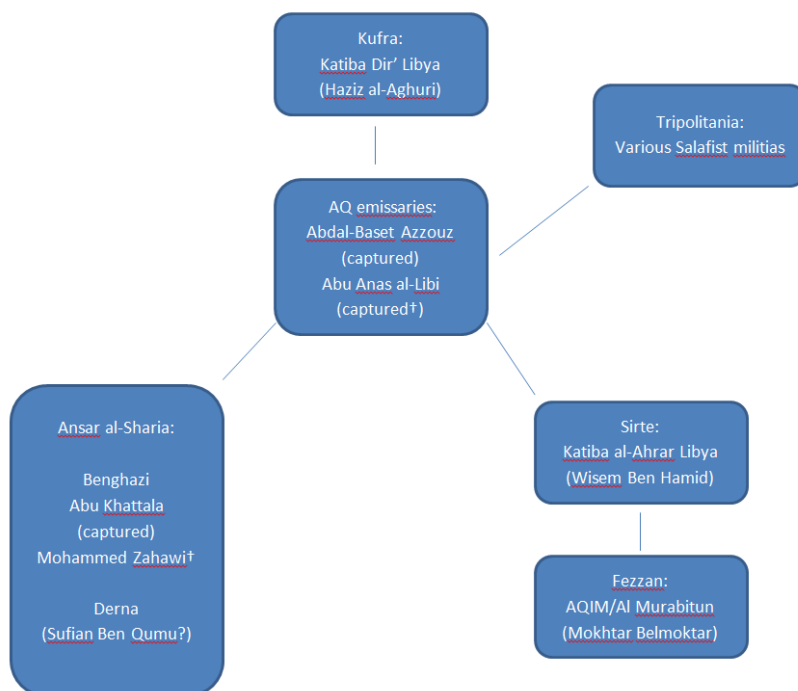 Kufra:
Katiba Dir’ Libya
(Haziz al-Aghuri)
Tripolitania:
Various Salafist militias
AQ emissaries:
Abdal-Baset Azzouz
(captured)
Abu Anas al-Libi
(captured†)
Ansar al-Sharia:
Benghazi
Abu Khattala
(captured)
Mohammed Zahawi†
Derna
(Sufian Ben Qumu?)
Sirte:
Katiba al-Ahrar Libya
(Wisem Ben Hamid)
Fezzan:
AQIM/Al Murabitun
(Mokhtar Belmoktar)